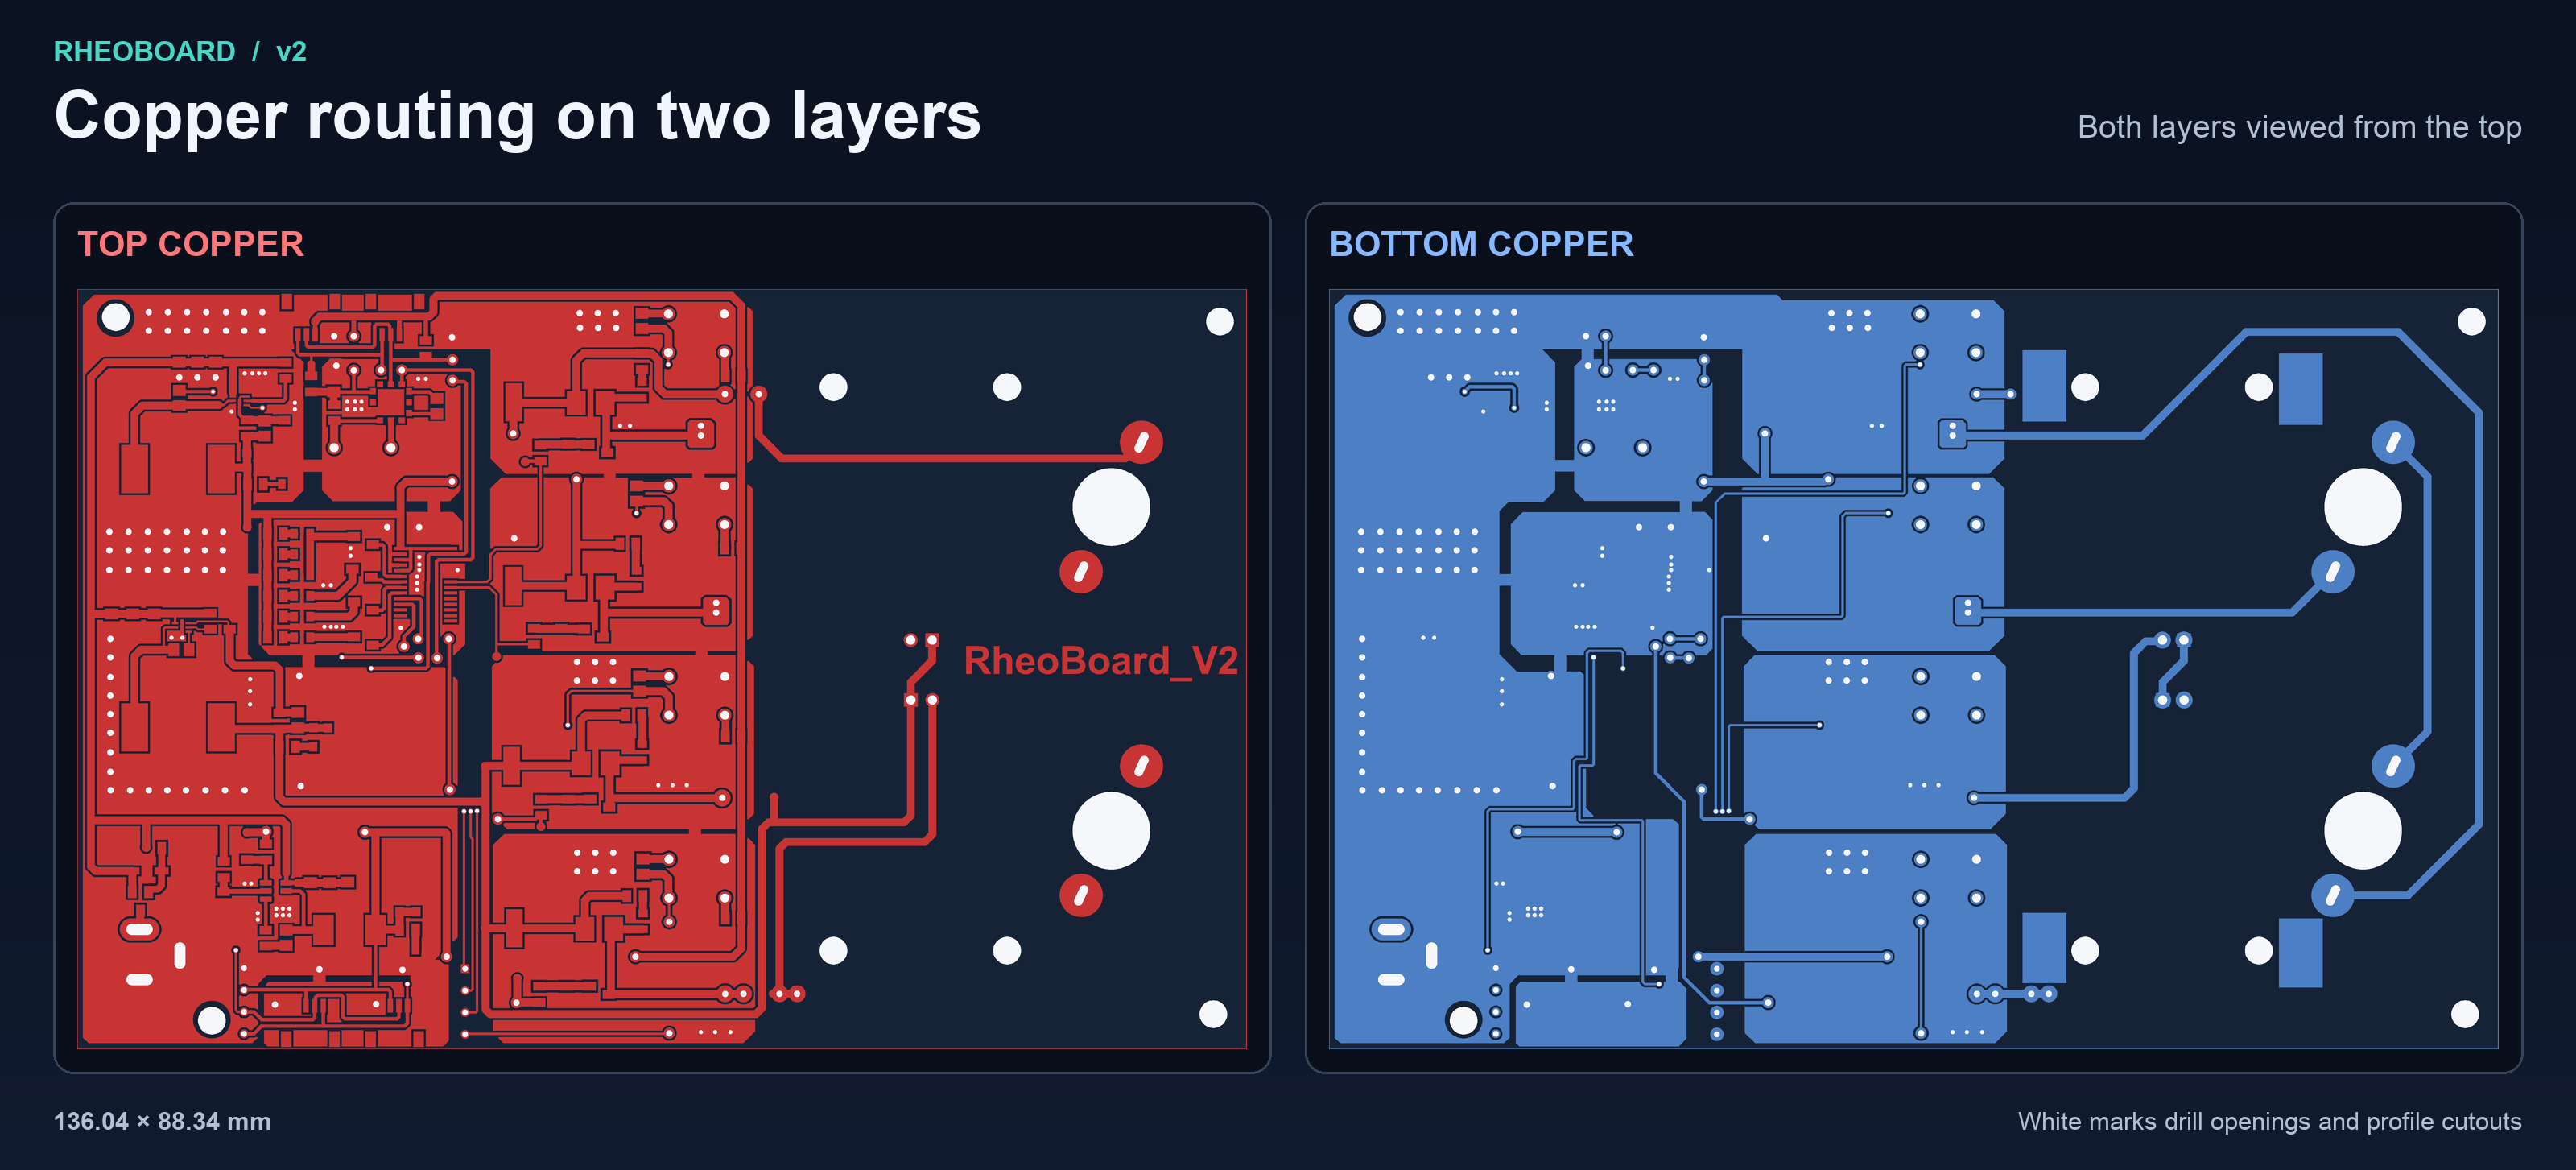 RHEOBOARD / v2
Copper routing on two layers
Both layers viewed from the top
TOP COPPER
BOTTOM COPPER
RheoBoard_V2
136.04 × 88.34 mm
White marks drill openings and profile cutouts